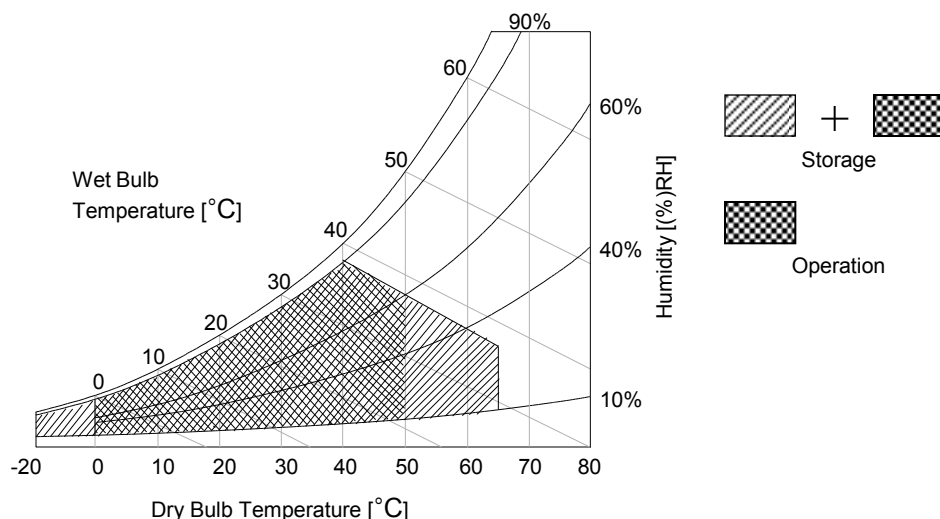 90%
60
60%
50
Wet Bulb
Temperature [°C]
40
40%
30
20
10
0
10%
Humidity [(%)RH]
-20 0 10 20 30 40 50 60 70 80
Dry Bulb Temperature [°C]
+
Storage
Operation